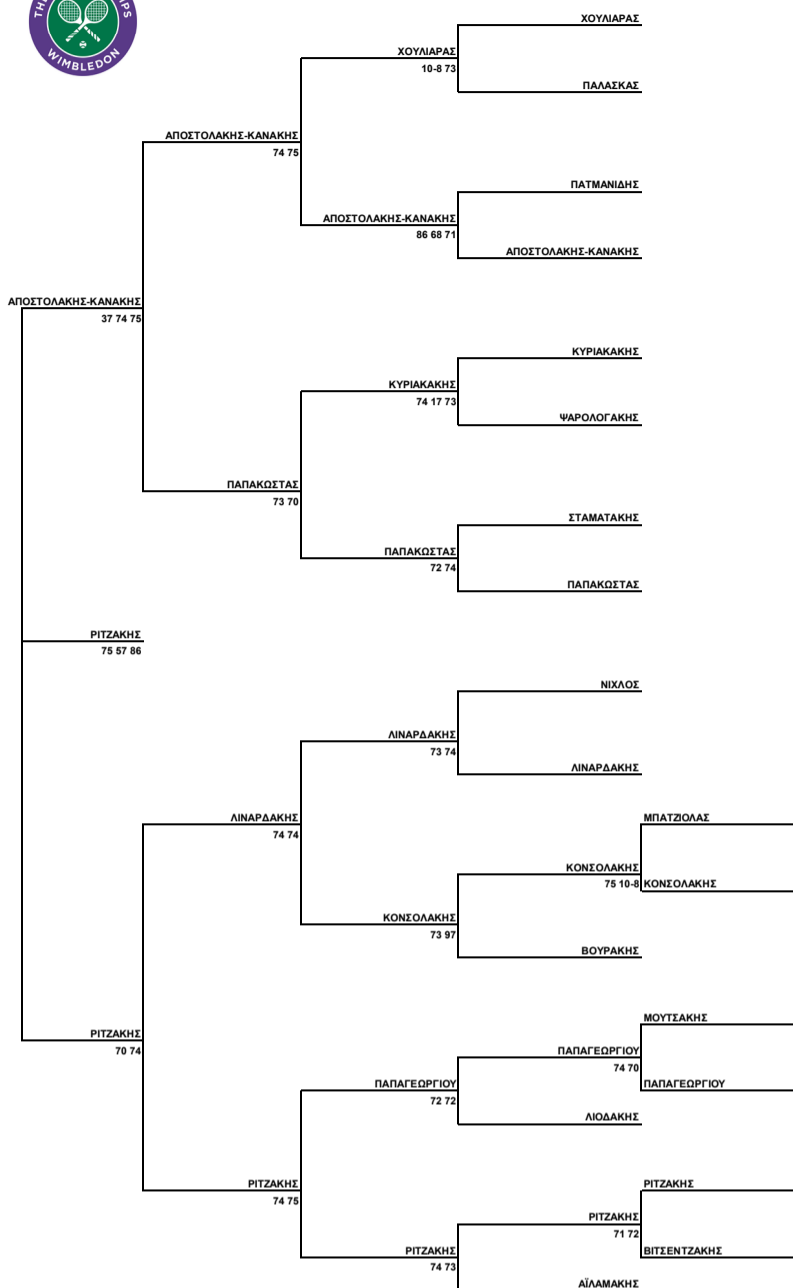 THE
MPS
WIMBLEDON
ΧΟΥΛΙΑΡΑΣ
ΧΟΥΛΙΑΡΑΣ
10-8 73
ΠΑΛΑΣΚΑΣ
ΑΠΟΣΤΟΛΑΚΗΣ-ΚΑΝΑΚΗΣ
74 75
ΠΑΤΜΑΝΙΔΗΣ
ΑΠΟΣΤΟΛΑΚΗΣ-ΚΑΝΑΚΗΣ
86 68 71
ΑΠΟΣΤΟΛΑΚΗΣ-ΚΑΝΑΚΗΣ
ΑΠΟΣΤΟΛΑΚΗΣ-ΚΑΝΑΚΗΣ
37 74 75
ΚΥΡΙΑΚΑΚΗΣ
ΚΥΡΙΑΚΑΚΗΣ
74 17 73
ΨΑΡΟΛΟΓΑΚΗΣ
ΠΑΠΑΚΩΣΤΑΣ
73 70
ΣΤΑΜΑΤΑΚΗΣ
ΠΑΠΑΚΩΣΤΑΣ
72 74
ΠΑΠΑΚΩΣΤΑΣ
ΡΙΤΖΑΚΗΣ
75 57 86
ΝΙΧΛΟΣ
ΛΙΝΑΡΔΑΚΗΣ
73 74
ΛΙΝΑΡΔΑΚΗΣ
ΛΙΝΑΡΔΑΚΗΣ
74 74
ΜΠΑΤΖΙΟΛΑΣ
ΚΟΝΣΟΛΑΚΗΣ
75 10-8 ΚΟΝΣΟΛΑΚΗΣ
ΚΟΝΣΟΛΑΚΗΣ
73 97
ΒΟΥΡΑΚΗΣ
ΜΟΥΤΣΑΚΗΣ
ΡΙΤΖΑΚΗΣ
70 74
ΠΑΠΑΓΕΩΡΓΙΟΥ
74 70
ΠΑΠΑΓΕΩΡΓΙΟΥ
72 72
ΠΑΠΑΓΕΩΡΓΙΟΥ
ΛΙΟΔΑΚΗΣ
ΡΙΤΖΑΚΗΣ
74 75
ΡΙΤΖΑΚΗΣ
ΡΙΤΖΑΚΗΣ
71 72
ΡΙΤΖΑΚΗΣ
74 73
ΒΙΤΣΕΝΤΖΑΚΗΣ
ΑΪΛΑΜΑΚΗΣ